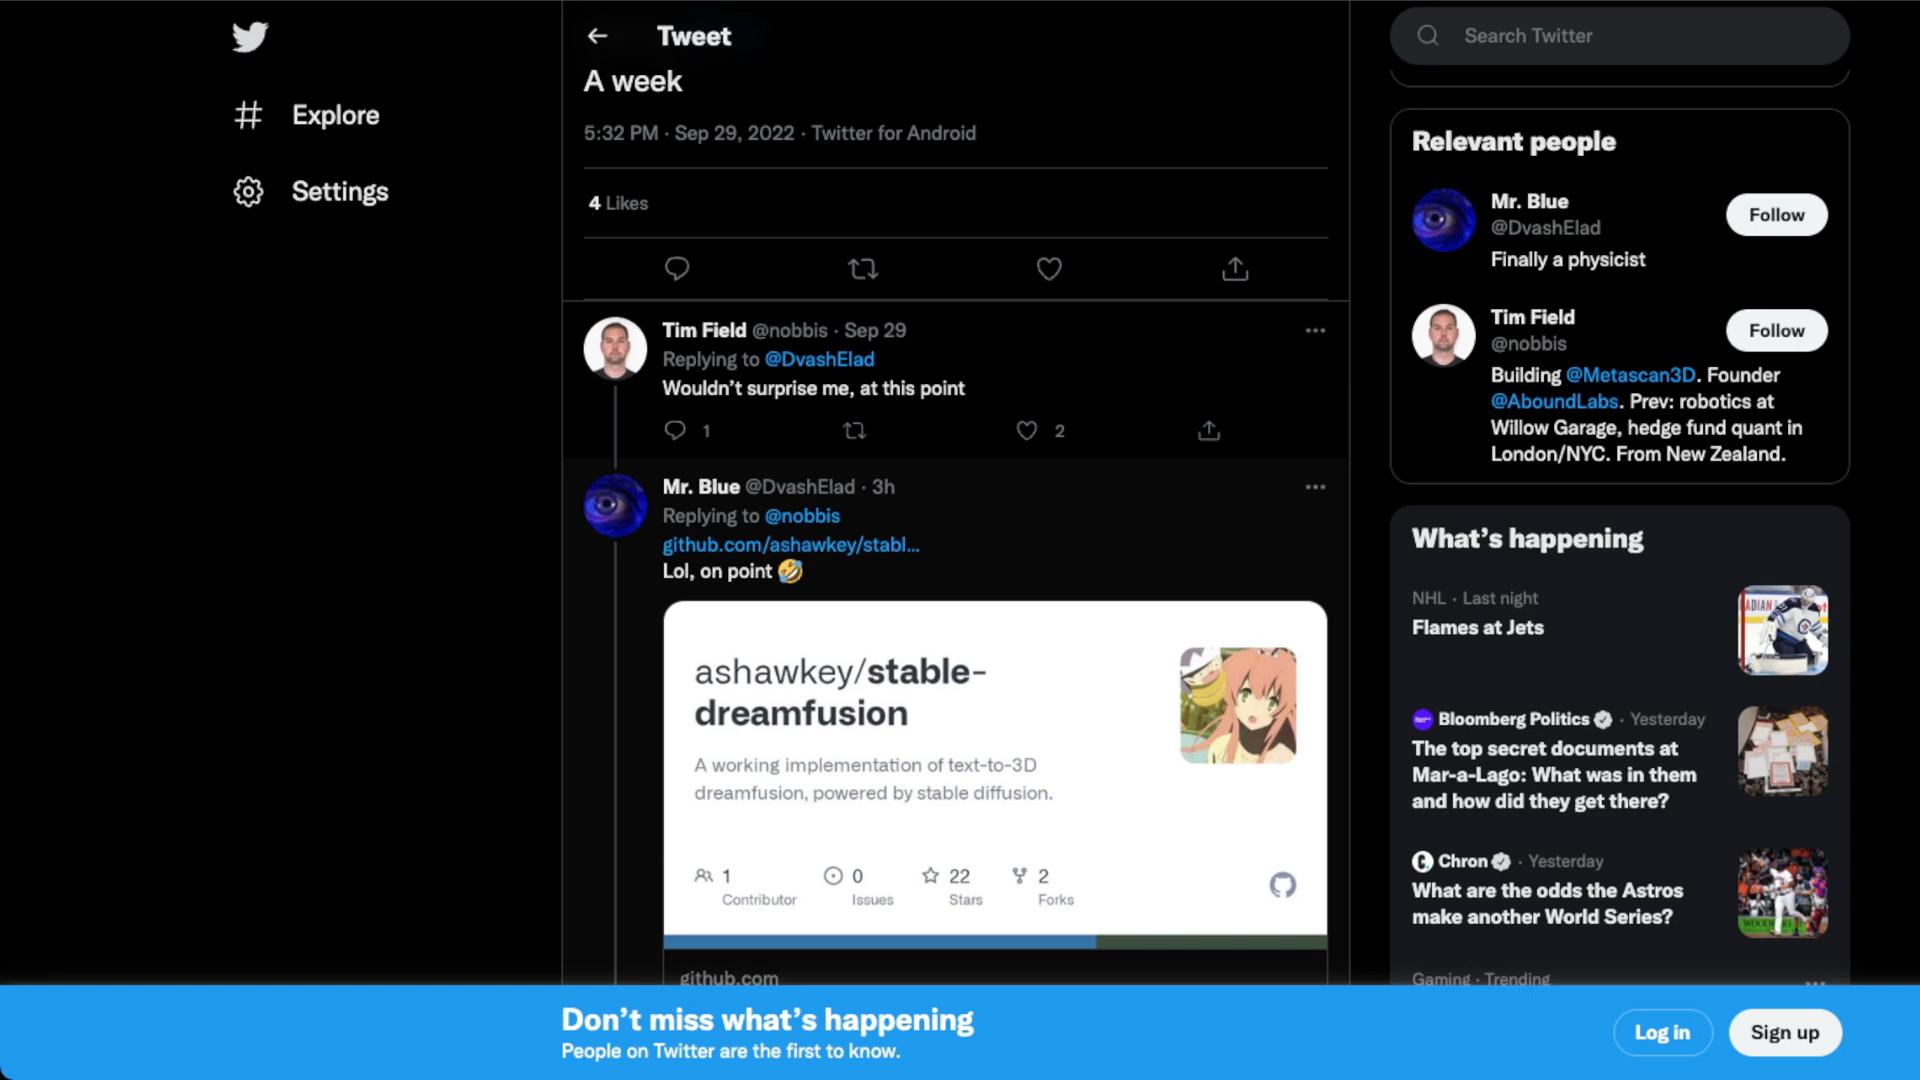 Explore
Settings
Tweet
A week
5:32 PM · Sep 29, 2022 · Twitter for Android
4 Likes
Tim Field @nobbis · Sep 29
Replying to @DvashElad
Wouldn’t surprise me, at this point
1
2
Mr. Blue @DvashElad · 3h
Replying to @nobbis
github.com/ashawkey/stabl...
Lol, on point 🤣
ashawkey/stable-
dreamfusion
A working implementation of text-to-3D
dreamfusion, powered by stable diffusion.
1 0 22 2
Contributor Issues Stars Forks
github.com
Search Twitter
Relevant people
Mr. Blue
@DvashElad
Follow
Finally a physicist
Tim Field
@nobbis
Follow
Building @Metascan3D. Founder
@AboundLabs. Prev: robotics at
Willow Garage, hedge fund quant in
London/NYC. From New Zealand.
What’s happening
NHL · Last night
Flames at Jets
Bloomberg Politics · Yesterday
The top secret documents at
Mar-a-Lago: What was in them
and how did they get there?
Chron · Yesterday
What are the odds the Astros
make another World Series?
Gaming · Trending
Don’t miss what’s happening
People on Twitter are the first to know.
Log in
Sign up